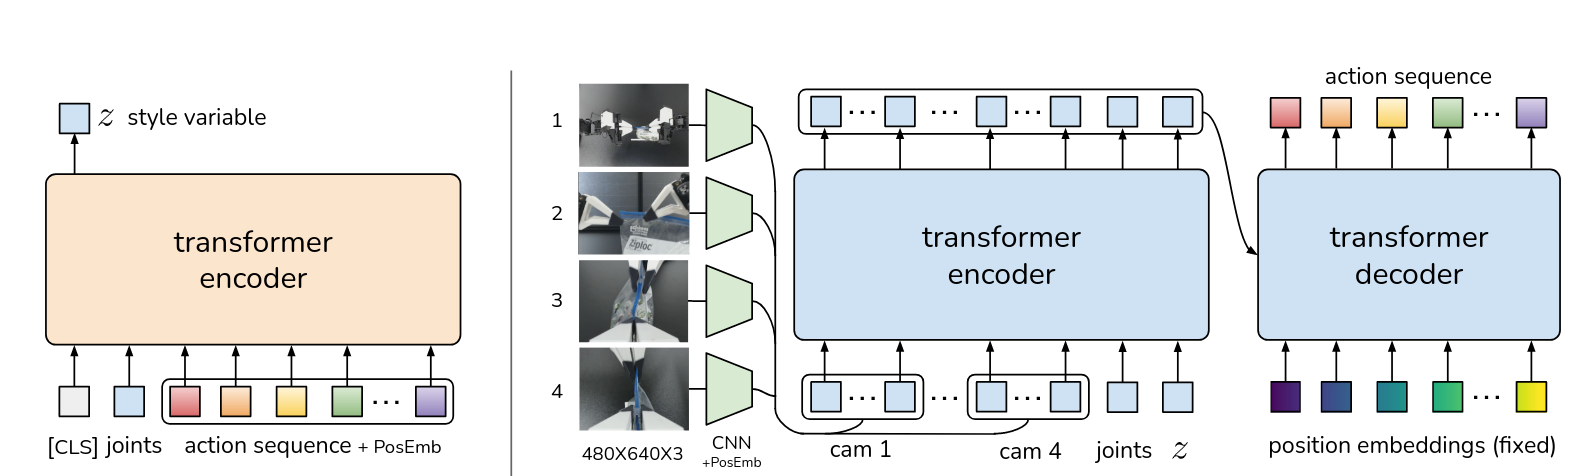 z style variable
transformer
encoder
[CLS] joints action sequence + PosEmb
1
2
3
4
Ziploc
480X640X3
CNN
+PosEmb
transformer
encoder
cam 1
cam 4
joints
z
action sequence
transformer
decoder
position embeddings (fixed)